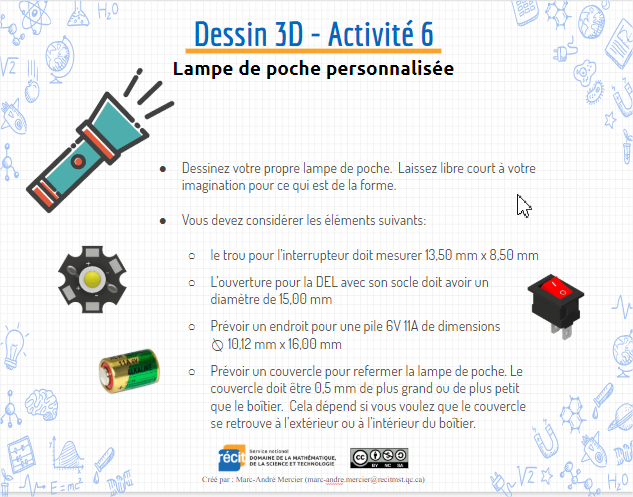 Dessin 3D - Activité 6
Lampe de poche personnalisée
● Dessinez votre propre lampe de poche. Laissez libre court à votre
imagination pour ce qui est de la forme.
● Vous devez considérer les éléments suivants:
○ le trou pour l'interrupteur doit mesurer 13,50 mm x 8,50 mm
○ L'ouverture pour la DEL avec son socle doit avoir un
diamètre de 15,00 mm
○ Prévoir un endroit pour une pile 6V 11A de dimensions
⌀ 10,12 mm x 16,00 mm
○ Prévoir un couvercle pour refermer la lampe de poche. Le
couvercle doit être 0,5 mm de plus grand ou de plus petit
que le boîtier. Cela dépend si vous voulez que le couvercle
se retrouve à l'extérieur ou à l'intérieur du boîtier.
11A
ALKALINE
récit
Service national
DOMAINE DE LA MATHÉMATIQUE,
DE LA SCIENCE ET TECHNOLOGIE
cc
BY NC SA
Créé par : Marc-André Mercier (marc-andre.mercier@recitmst.qc.ca)
H₂O
√2
E=mc²